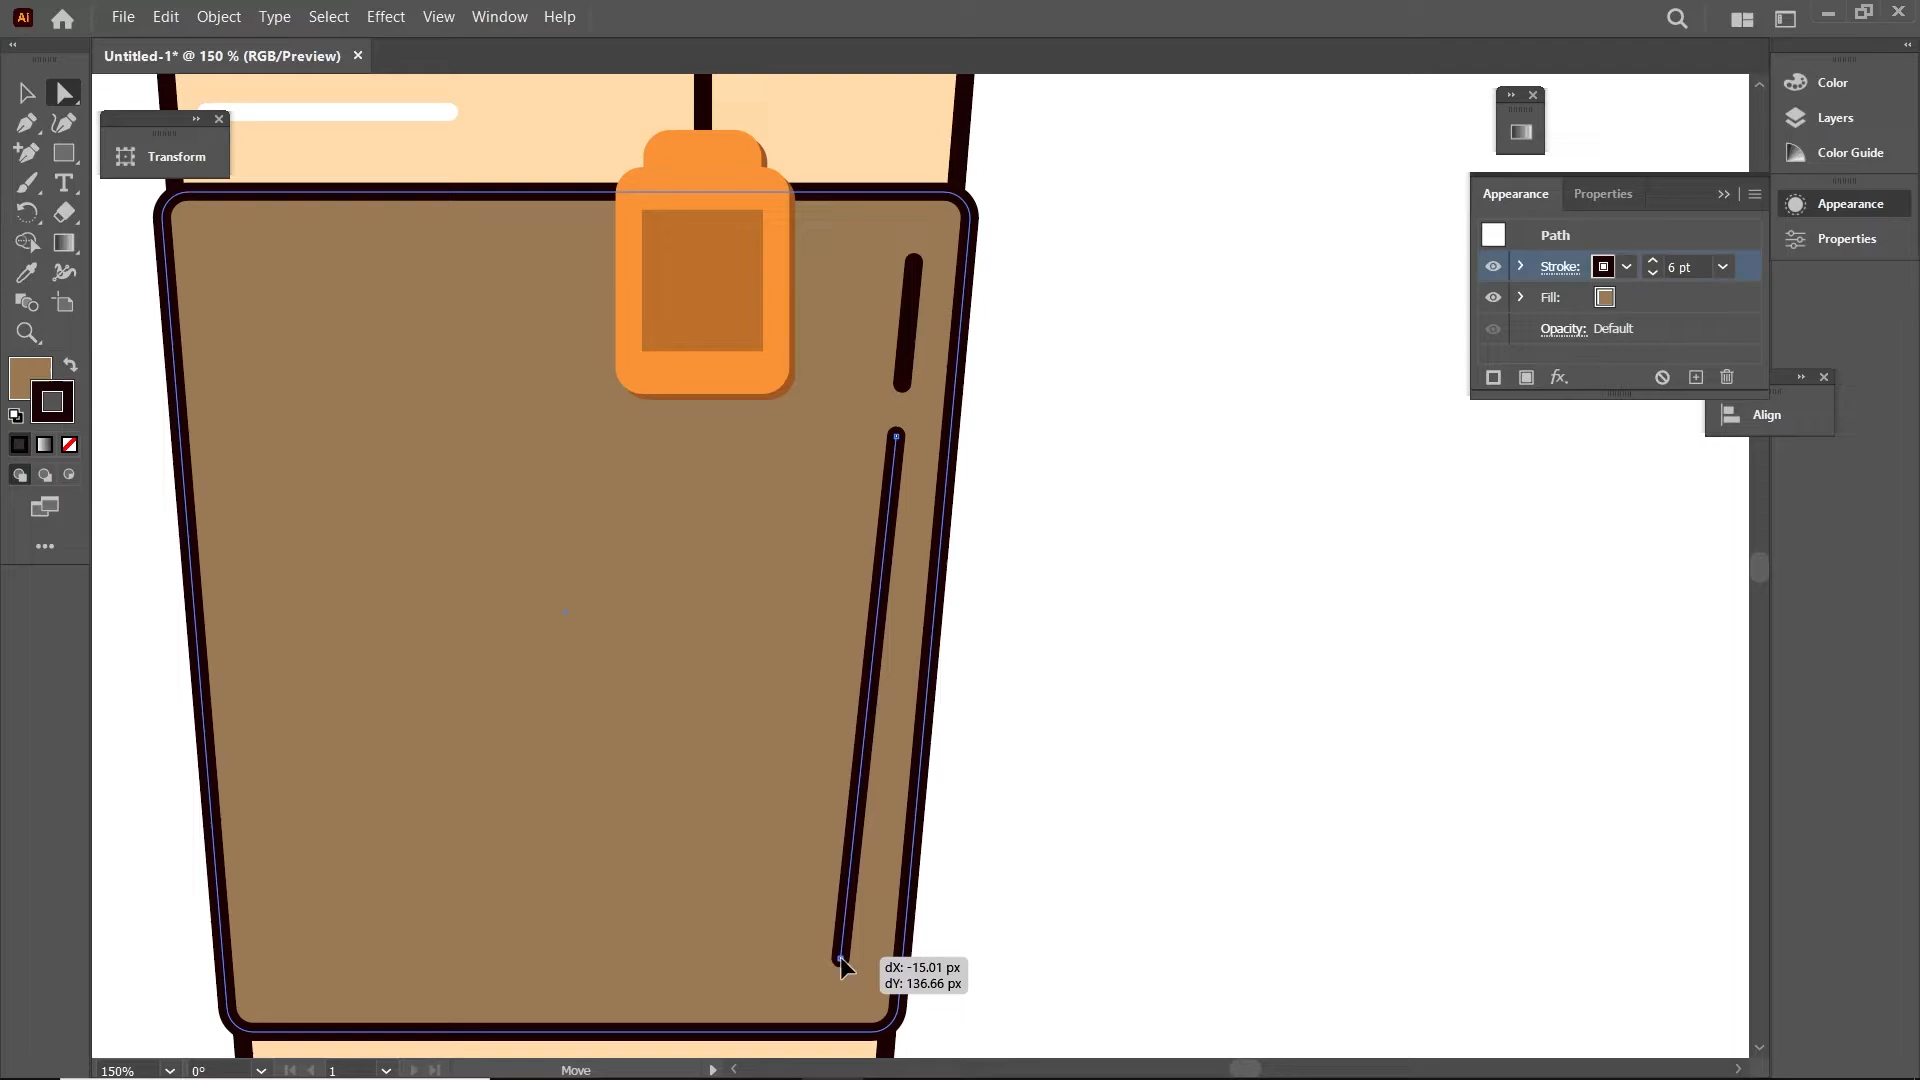 Ai File Edit Object Type Select Effect View Window Help
Untitled-1* @ 150 % (RGB/Preview) ×
Transform
Color
Layers
Color Guide
Appearance
Properties
Appearance Properties
Path
Stroke: 6 pt
Fill:
Opacity: Default
fx.
Align
dX: -15.01 px
dY: 136.66 px
150% 0° 1 Move